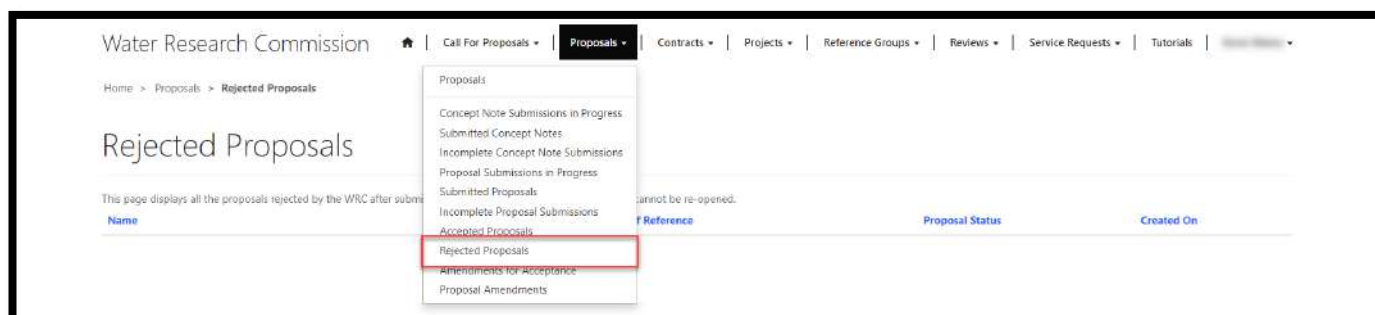 Water Research Commission | Call For Proposals | Proposals | Contracts | Projects | Reference Groups | Reviews | Service Requests | Tutorials |
Home > Proposals > Rejected Proposals
Rejected Proposals
This page displays all the proposals rejected by the WRC after submi
cannot be re-opened.
Name
f Reference
Proposal Status
Created On
Proposals
Concept Note Submissions in Progress
Submitted Concept Notes
Incomplete Concept Note Submissions
Proposal Submissions in Progress
Submitted Proposals
Incomplete Proposal Submissions
Accepted Proposals
Rejected Proposals
Amendments for Acceptance
Proposal Amendments